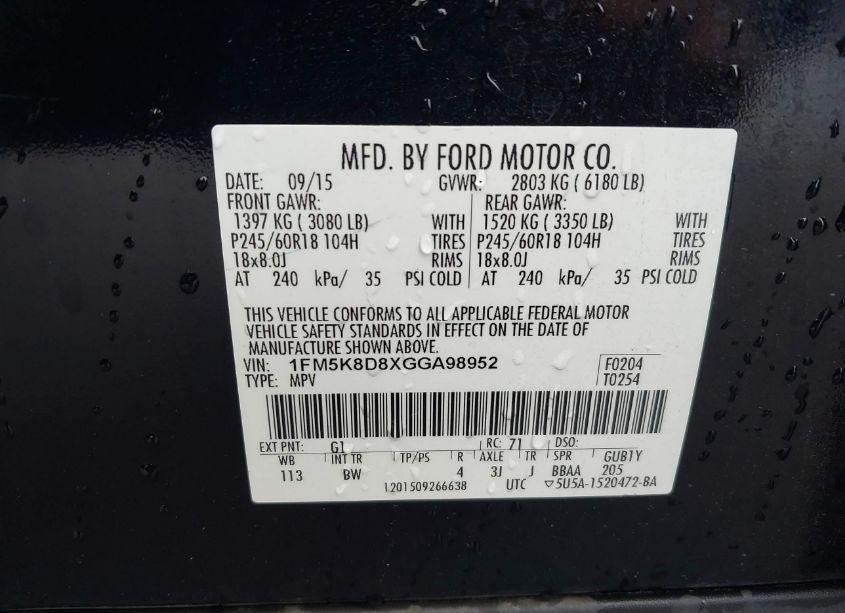 MFD. BY FORD MOTOR CO.
DATE: 09/15 GVWR: 2803 KG ( 6180 LB)
FRONT GAWR: REAR GAWR:
1397 KG ( 3080 LB) WITH 1520 KG ( 3350 LB) WITH
P245/60R18 104H TIRES P245/60R18 104H TIRES
18x8.0J RIMS 18x8.0J RIMS
AT 240 kPa/ 35 PSI COLD AT 240 kPa/ 35 PSI COLD
THIS VEHICLE CONFORMS TO ALL APPLICABLE FEDERAL MOTOR
VEHICLE SAFETY STANDARDS IN EFFECT ON THE DATE OF
MANUFACTURE SHOWN ABOVE.
VIN: 1FM5K8D8XGGA98952 F0204
TYPE: MPV T0254
EXT PNT: G1 RC: 71 DSO:
WB INT TR TP/PS R AXLE TR SPR GUB1Y
113 BW 4 3J J BBAA 205
1201509266638 UTC ▽5U5A-1520472-BA